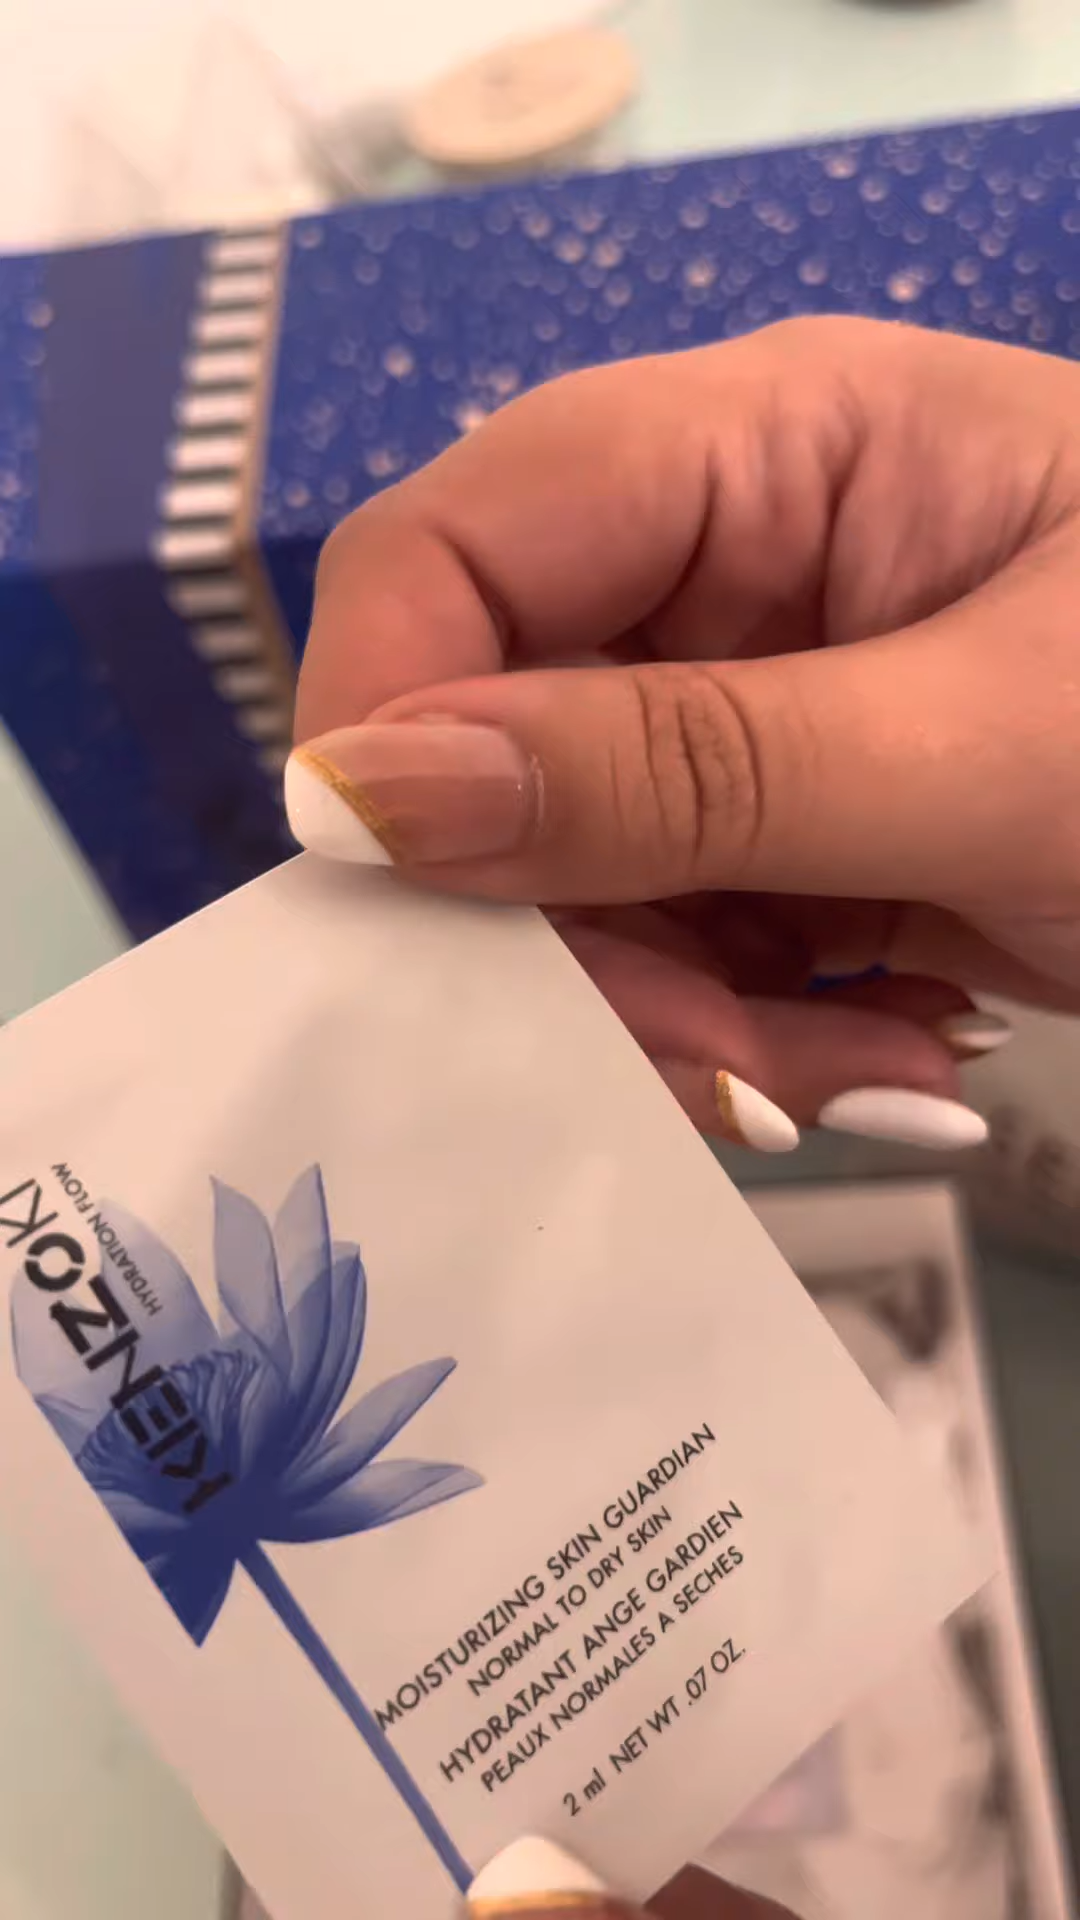 KENZOKI
HYDRATION FLOW
MOISTURIZING SKIN GUARDIAN
NORMAL TO DRY SKIN
HYDRATANT ANGE GARDIEN
PEAUX NORMALES A SECHES
2 ml NET WT .07 OZ.